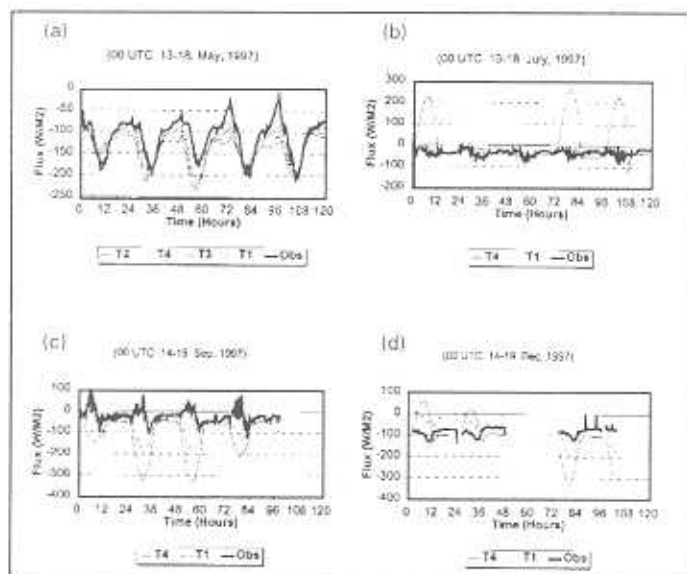 (a)
(00 UTC 13-18, May, 1997)
0
-50
-100
-150
-200
-250
Flux (W/M2)
0 12 24 36 48 60 72 84 96 108 120
Time (Hours)
T2 T4 T3 T1 Obs
(b)
(00 UTC 13-18 July, 1997)
300
200
100
0
-100
-200
Flux (W/M2)
0 12 24 36 48 60 72 84 96 108 120
Time (Hours)
T4 T1 Obs
(c)
(00 UTC 14-19 Sep, 1997)
100
0
-100
-200
-300
-400
Flux (W/M2)
0 12 24 36 48 60 72 84 96 108 120
Time (Hours)
T4 T1 Obs
(d)
(00 UTC 14-19 Dec, 1997)
100
0
-100
-200
-300
-400
Flux (W/M2)
0 12 24 36 48 60 72 84 96 108 120
Time (Hours)
T4 T1 Obs